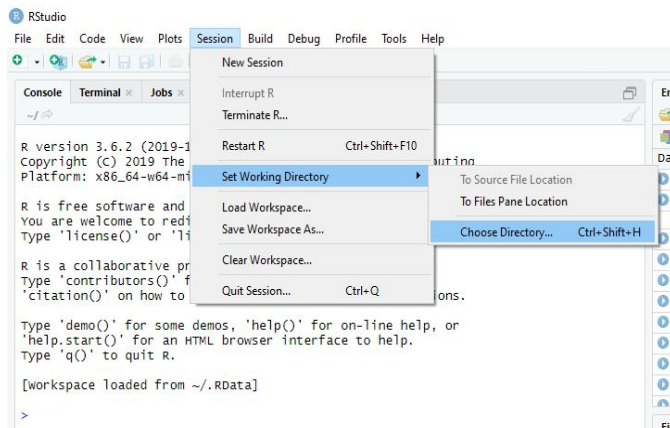 RStudio
File Edit Code View Plots Session Build Debug Profile Tools Help
New Session
Interrupt R
Terminate R...
Restart R Ctrl+Shift+F10
Set Working Directory
Load Workspace...
Save Workspace As...
Clear Workspace...
Quit Session... Ctrl+Q
To Source File Location
To Files Pane Location
Choose Directory... Ctrl+Shift+H
Console Terminal Jobs
~/
R version 3.6.2 (2019-1
Copyright (C) 2019 The puting
Platform: x86_64-w64-mi
R is free software and
You are welcome to redi
Type 'license()' or 'li
R is a collaborative pr
Type 'contributors()' f
'citation()' on how to ions.
Type 'demo()' for some demos, 'help()' for on-line help, or
'help.start()' for an HTML browser interface to help.
Type 'q()' to quit R.
[Workspace loaded from ~/.RData]
>
Er
Da